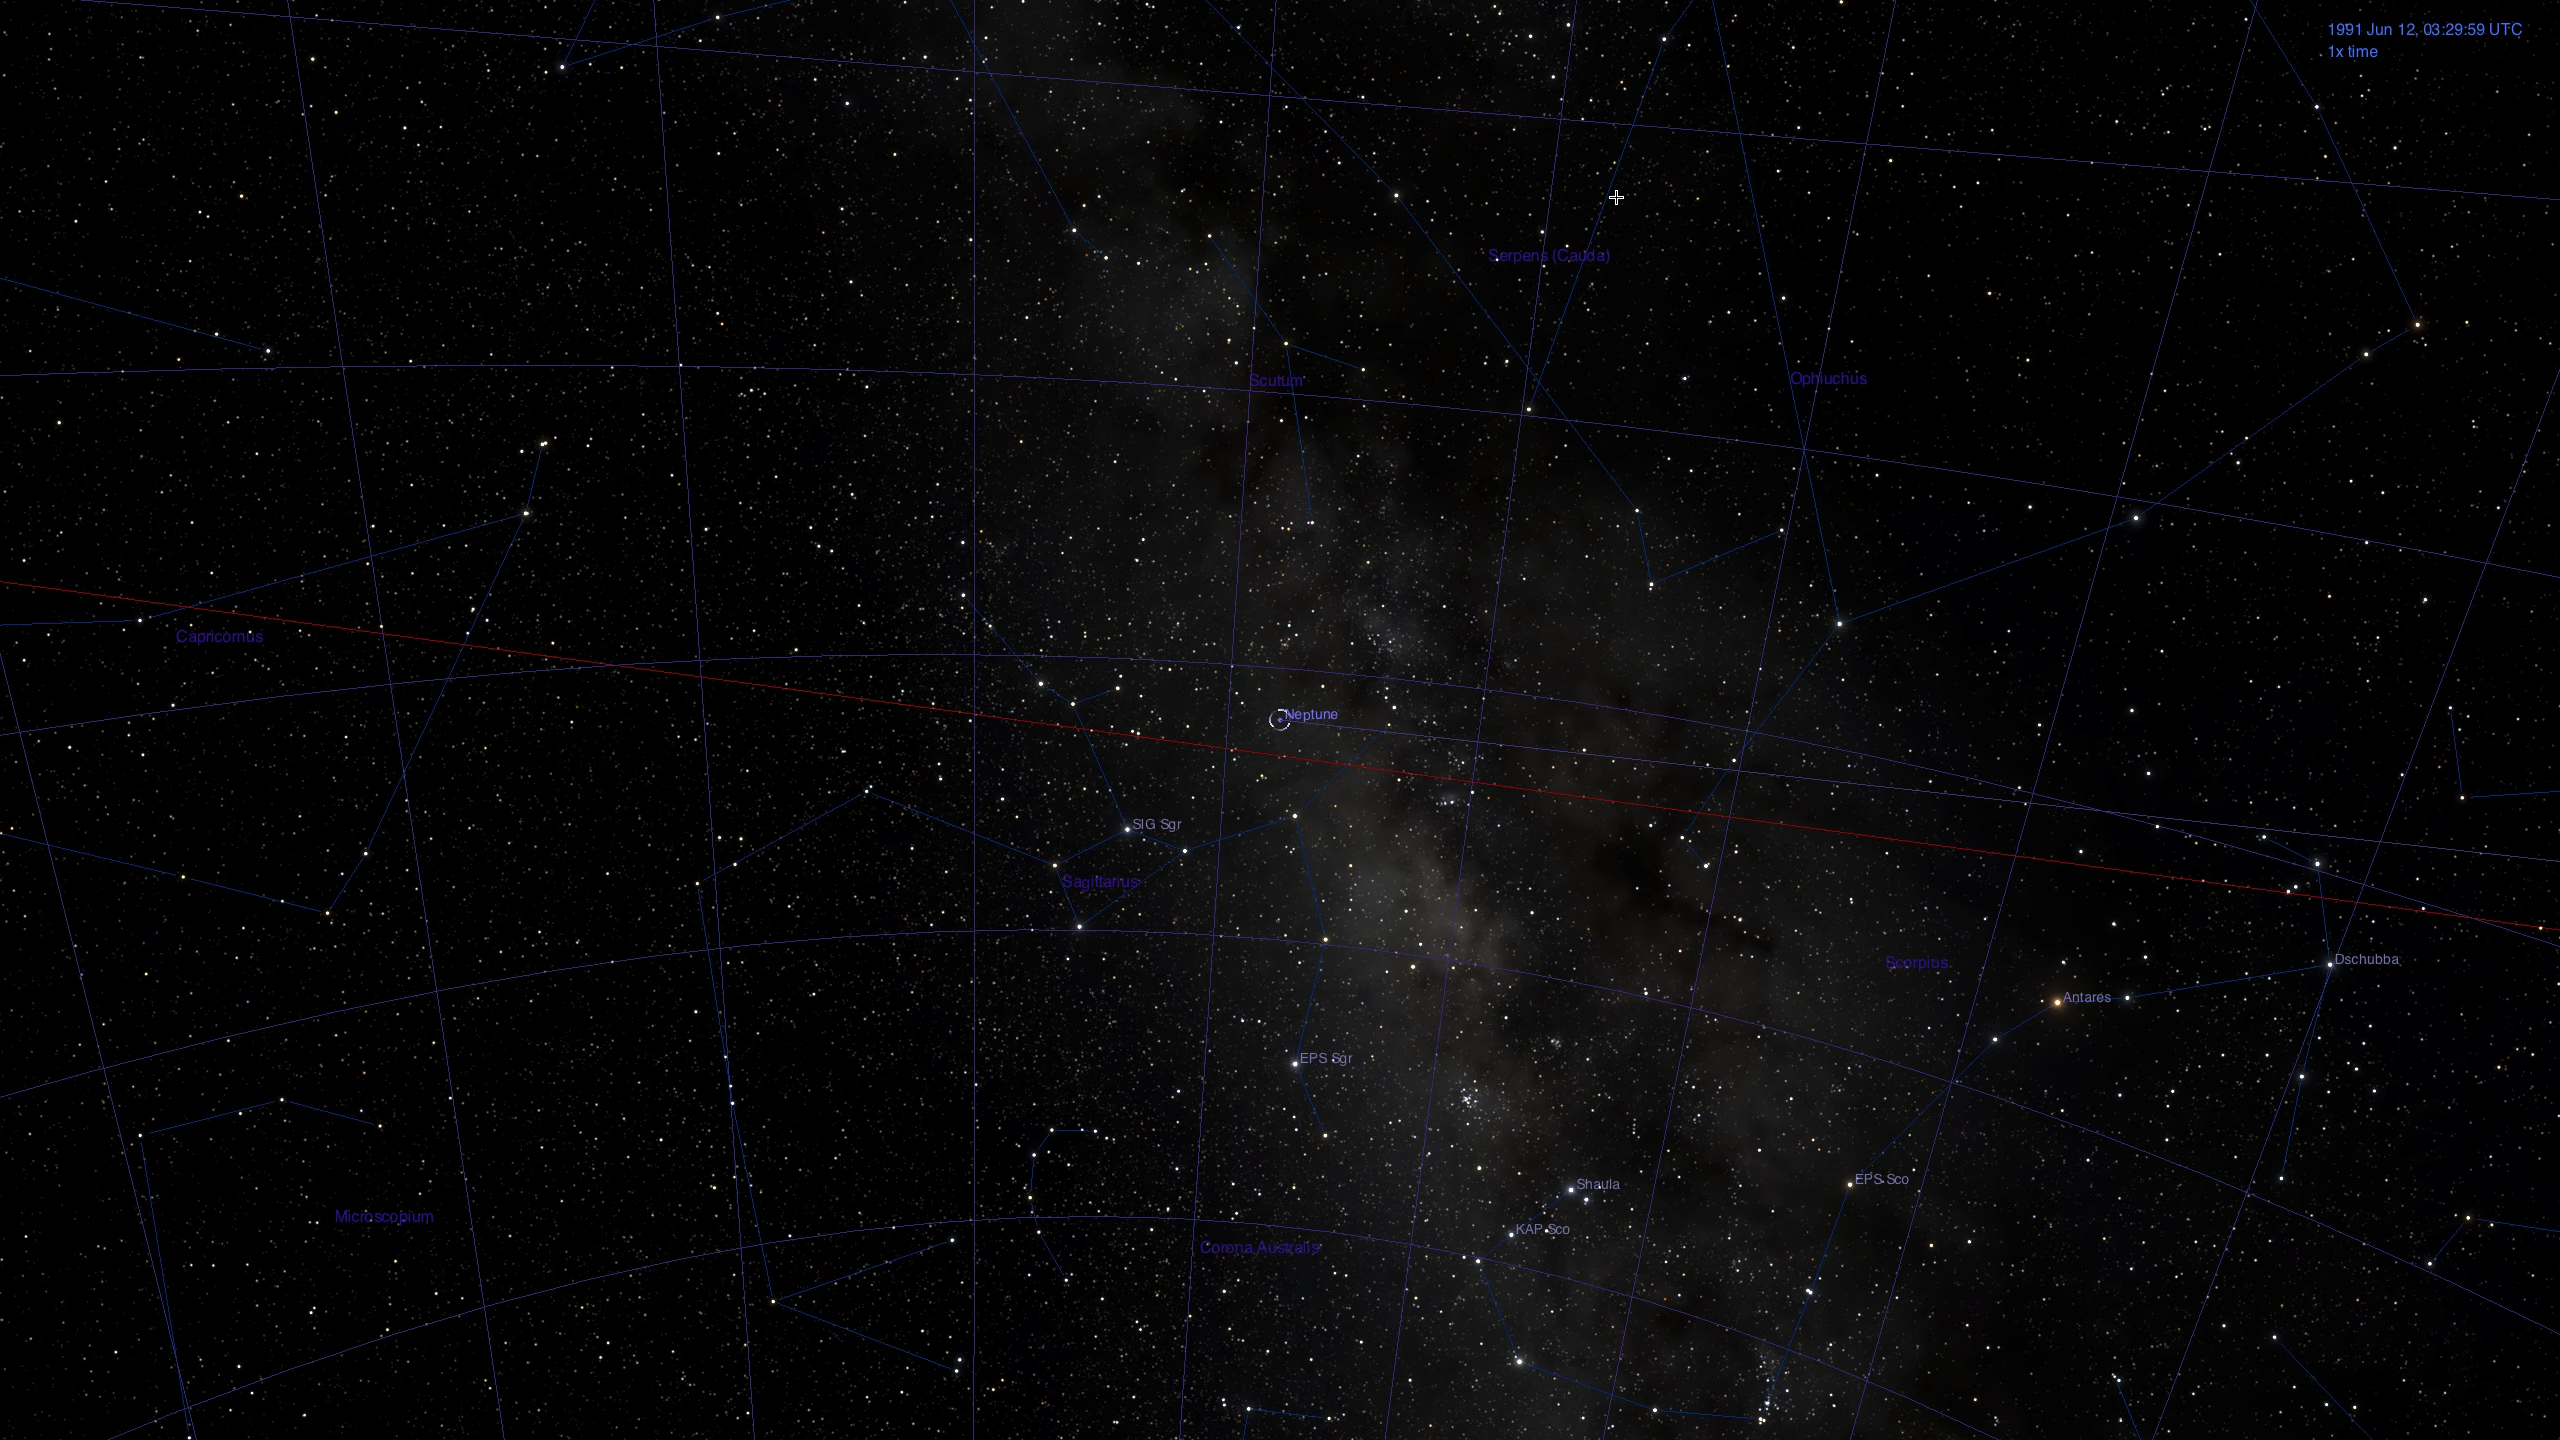 1991 Jun 12, 03:29:59 UTC
1x time
Serpens (Cauda)
Scutum
Ophiuchus
Capricornus
Neptune
SIG Sgr
Sagittarius
Scorpius
Dschubba
Antares
EPS Sgr
EPS Sco
Shaula
Microscopium
KAP Sco
Corona Australis